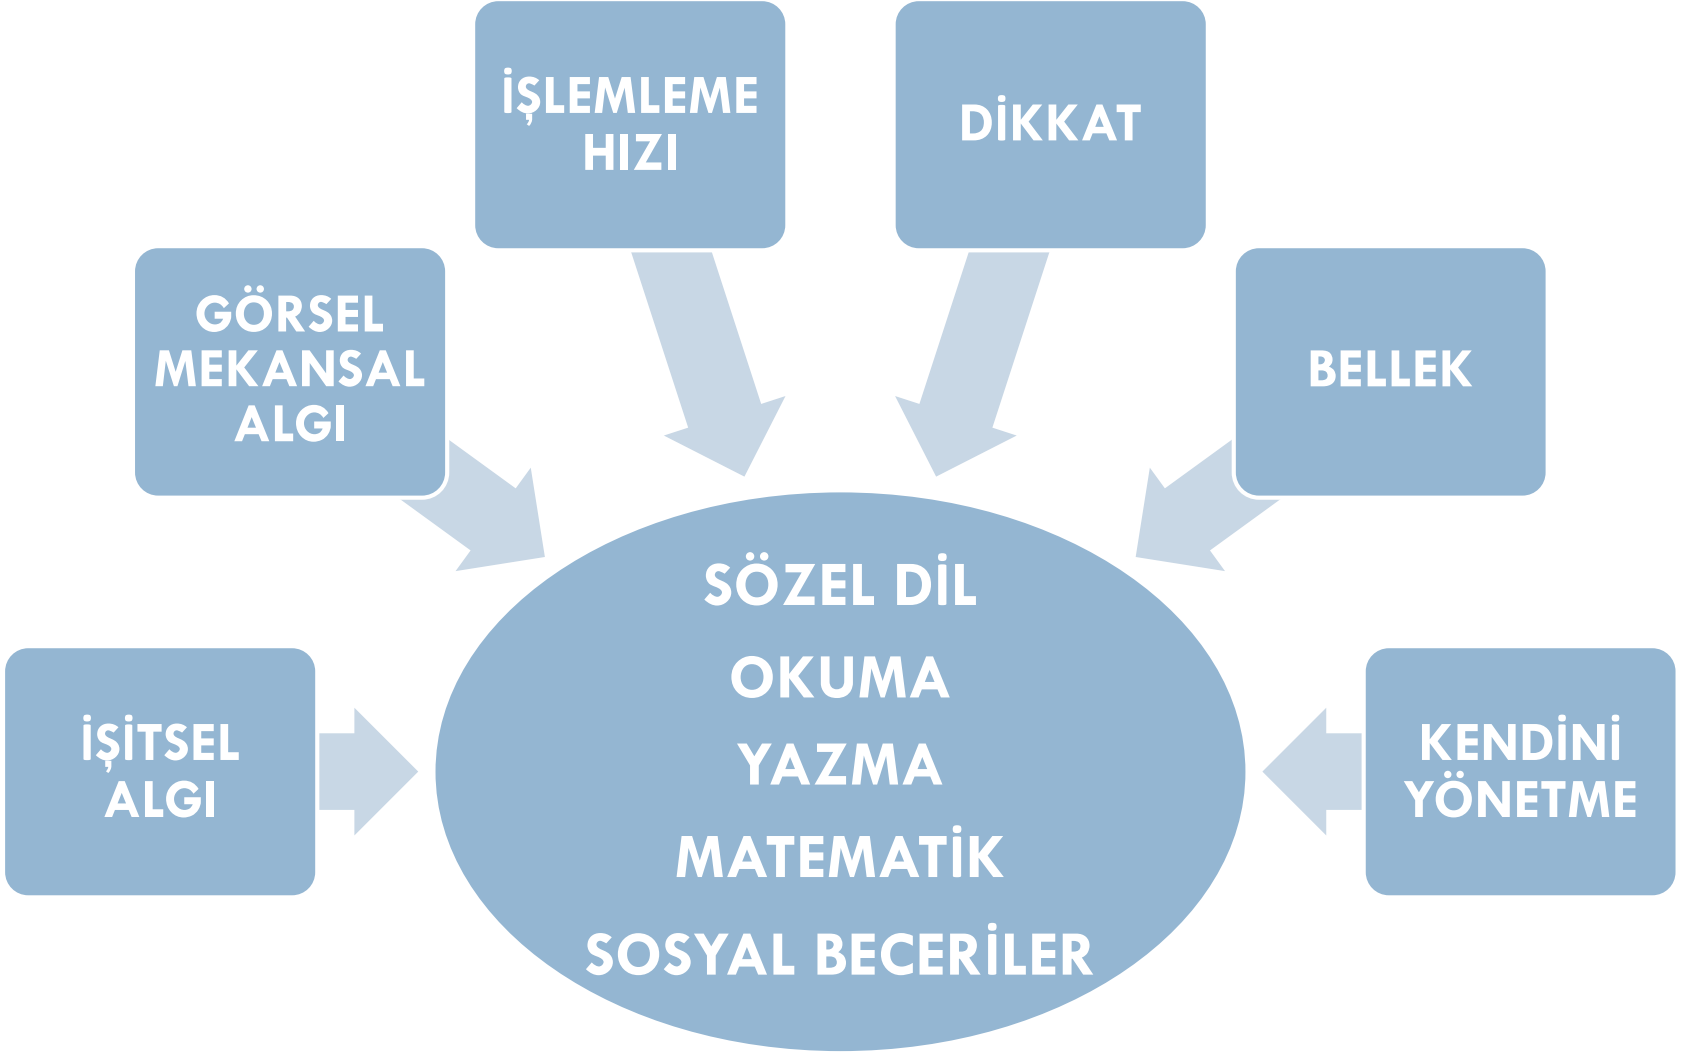 İŞLEMLEME
HIZI
DİKKAT
GÖRSEL
MEKANSAL
ALGI
BELLEK
İŞİTSEL
ALGI
KENDİNİ
YÖNETME
SÖZEL DİL
OKUMA
YAZMA
MATEMATİK
SOSYAL BECERİLER